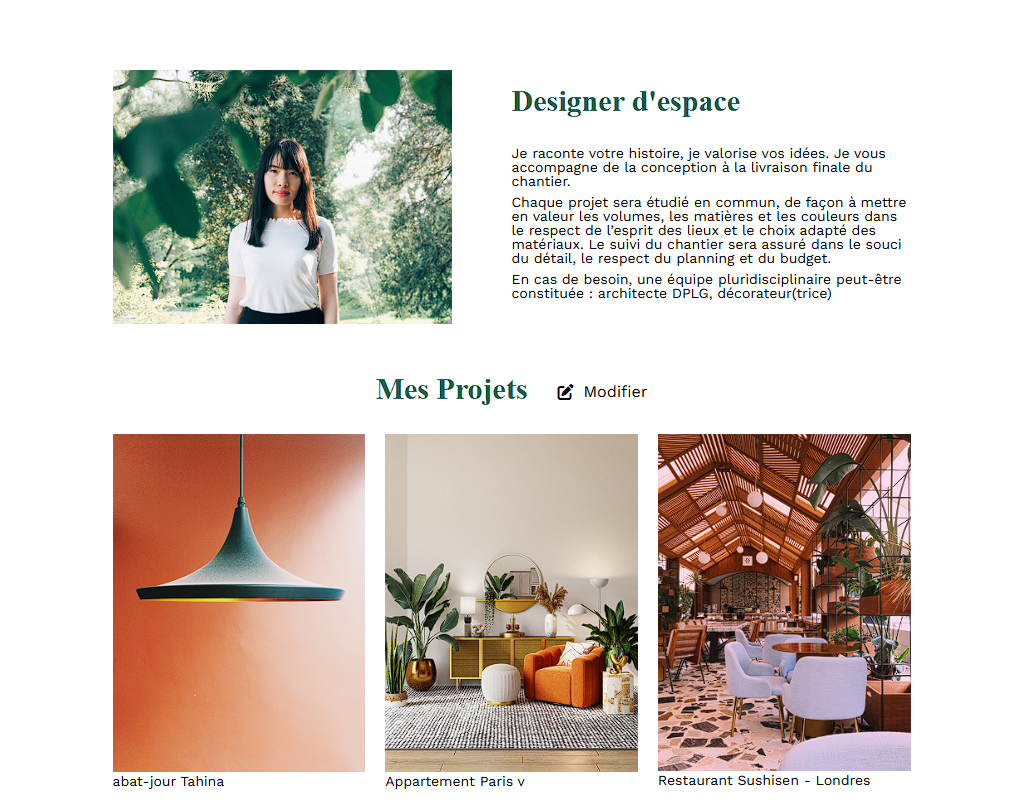 Designer d'espace
Je raconte votre histoire, je valorise vos idées. Je vous
accompagne de la conception à la livraison finale du
chantier.
Chaque projet sera étudié en commun, de façon à mettre
en valeur les volumes, les matières et les couleurs dans
le respect de l’esprit des lieux et le choix adapté des
matériaux. Le suivi du chantier sera assuré dans le souci
du détail, le respect du planning et du budget.
En cas de besoin, une équipe pluridisciplinaire peut-être
constituée : architecte DPLG, décorateur(trice)
Mes Projets
Modifier
abat-jour Tahina
Appartement Paris v
Restaurant Sushisen - Londres